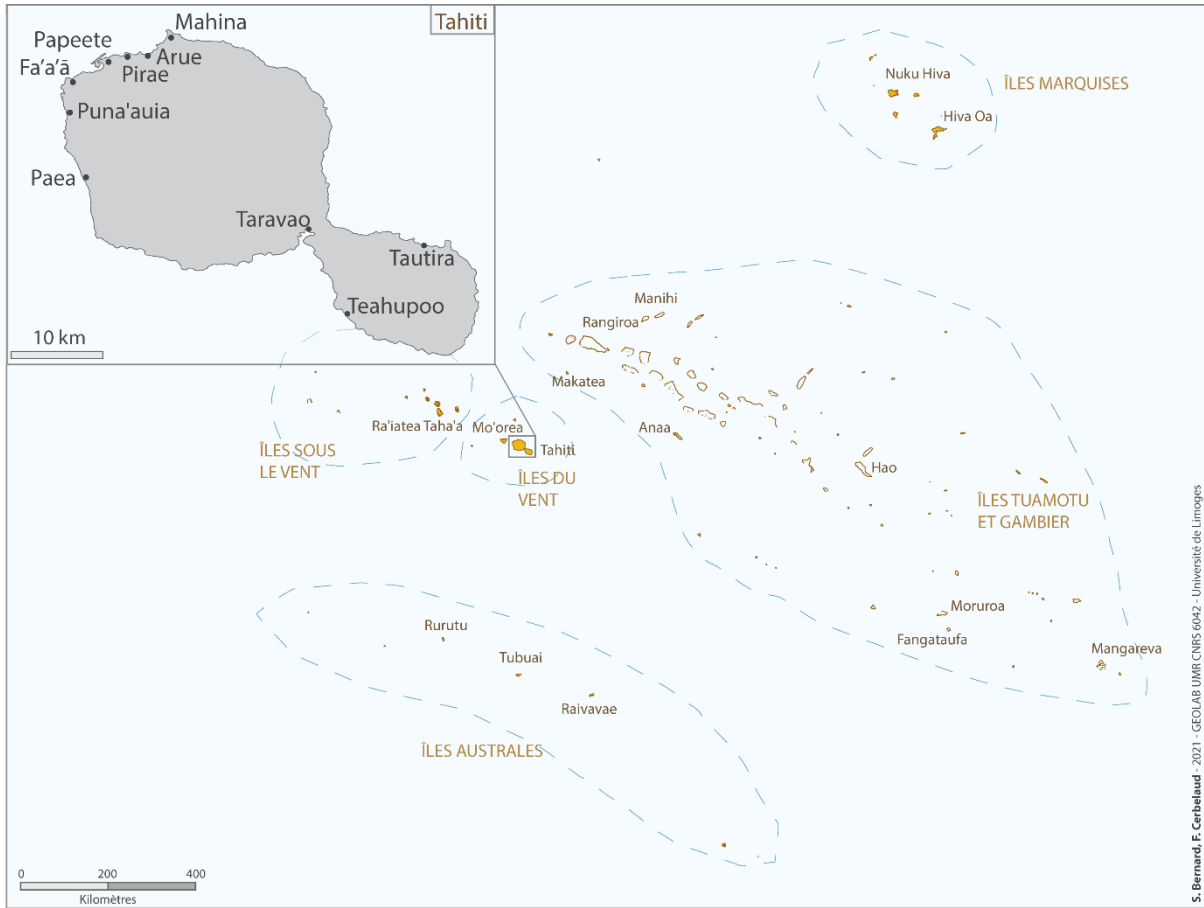 Tahiti
Mahina
Papeete
Arue
Fa'a'ā
Pirae
Puna'auia
Paea
Taravao
Tautira
Teahupoo
10 km
Nuku Hiva
ÎLES MARQUISES
Hiva Oa
Manihi
Rangiroa
Makatea
Ra'iatea Taha'a
Mo'orea
Anaa
ÎLES SOUS
LE VENT
Tahiti
ÎLES DU
VENT
Hao
ÎLES TUAMOTU
ET GAMBIER
Moruroa
Fangataufa
Mangareva
Rurutu
Tubuai
Raivavae
ÎLES AUSTRALES
0 200 400
Kilomètres
S. Bernard, F. Cerbelaud - 2021 - GEOLAB UMR CNRS 6042 - Université de Limoges